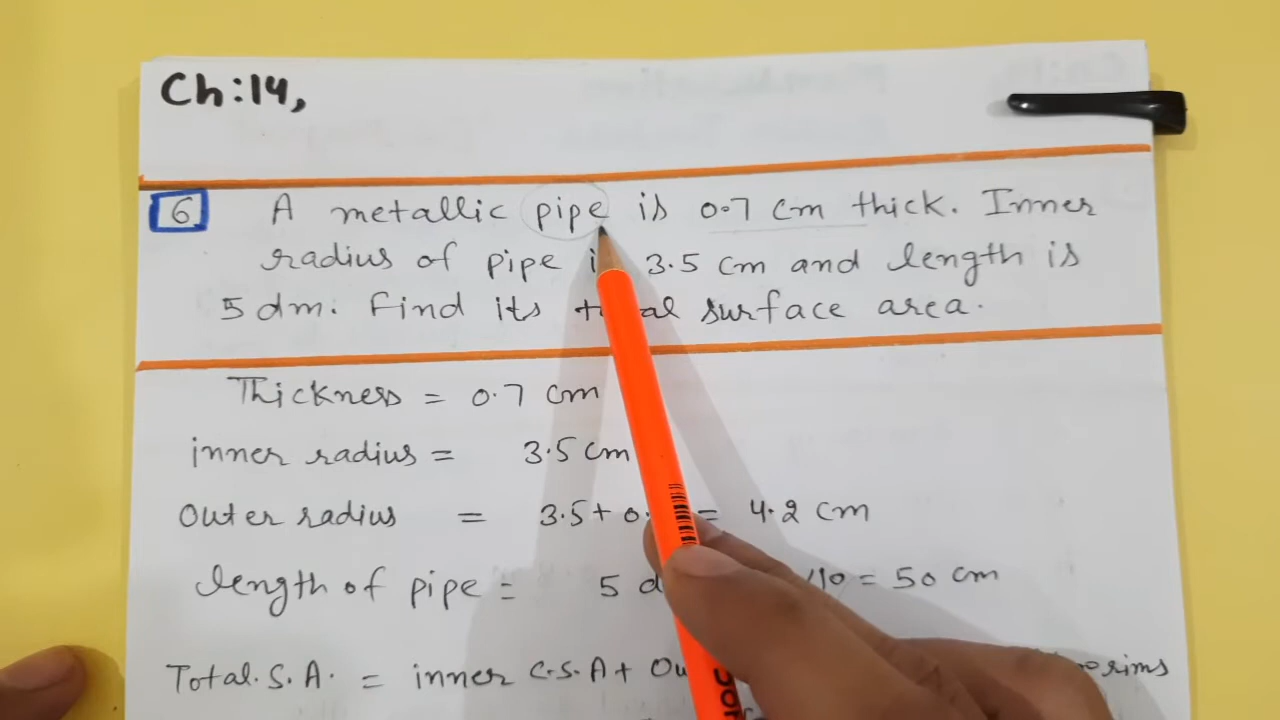 Ch:14,
6 A metallic pipe is 0.7 cm thick. Inner
radius of pipe 3.5 cm and length is
5 dm. Find its surface area.
Thickness = 0.7 cm
inner radius = 3.5 cm
Outer radius = 3.5 + = 4.2 cm
length of pipe = 5 10 = 50 cm
Total. S. A. = inner C.S.A + rims